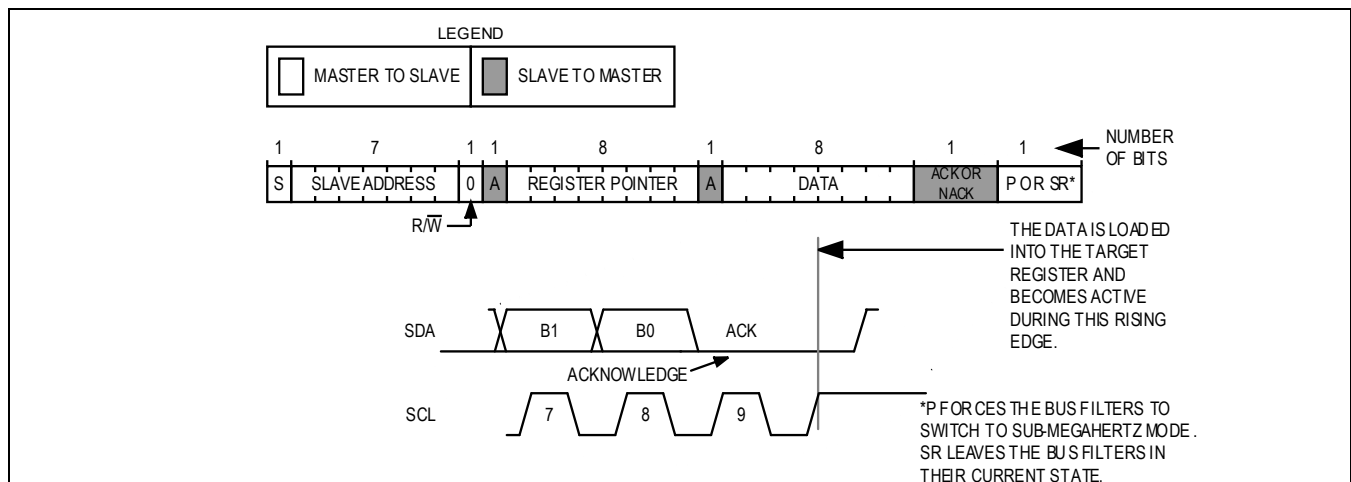 LEGEND
MASTER TO SLAVE
SLAVE TO MASTER
1 7 1 1 8 1 8 1 1
NUMBER
OF BITS
S SLAVE ADDRESS 0 A REGISTER POINTER A DATA ACK OR NACK P OR SR*
R/W̅
THE DATA IS LOADED
INTO THE TARGET
REGISTER AND
BECOMES ACTIVE
DURING THIS RISING
EDGE.
SDA B1 B0 ACK
ACKNOWLEDGE
SCL 7 8 9
*P FORCES THE BUS FILTERS TO
SWITCH TO SUB-MEGAHERTZ MODE.
SR LEAVES THE BUS FILTERS IN
THEIR CURRENT STATE.